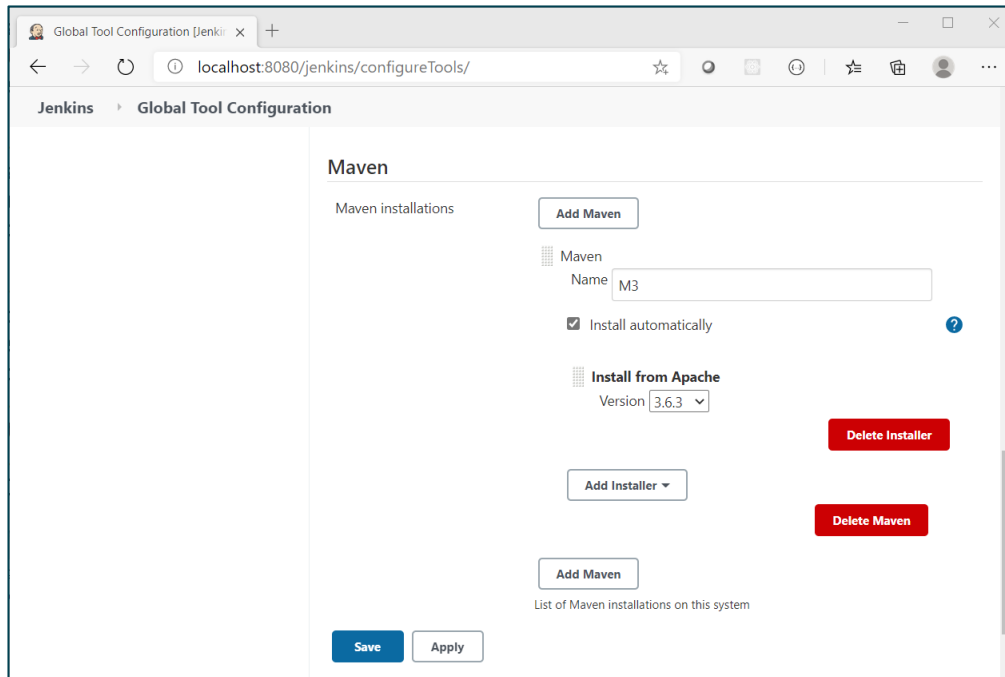 Global Tool Configuration [Jenkin
localhost:8080/jenkins/configureTools/
Jenkins Global Tool Configuration
Maven
Maven installations
Add Maven
Maven
Name M3
Install automatically
?
Install from Apache
Version 3.6.3
Delete Installer
Add Installer
Delete Maven
Add Maven
List of Maven installations on this system
Save Apply